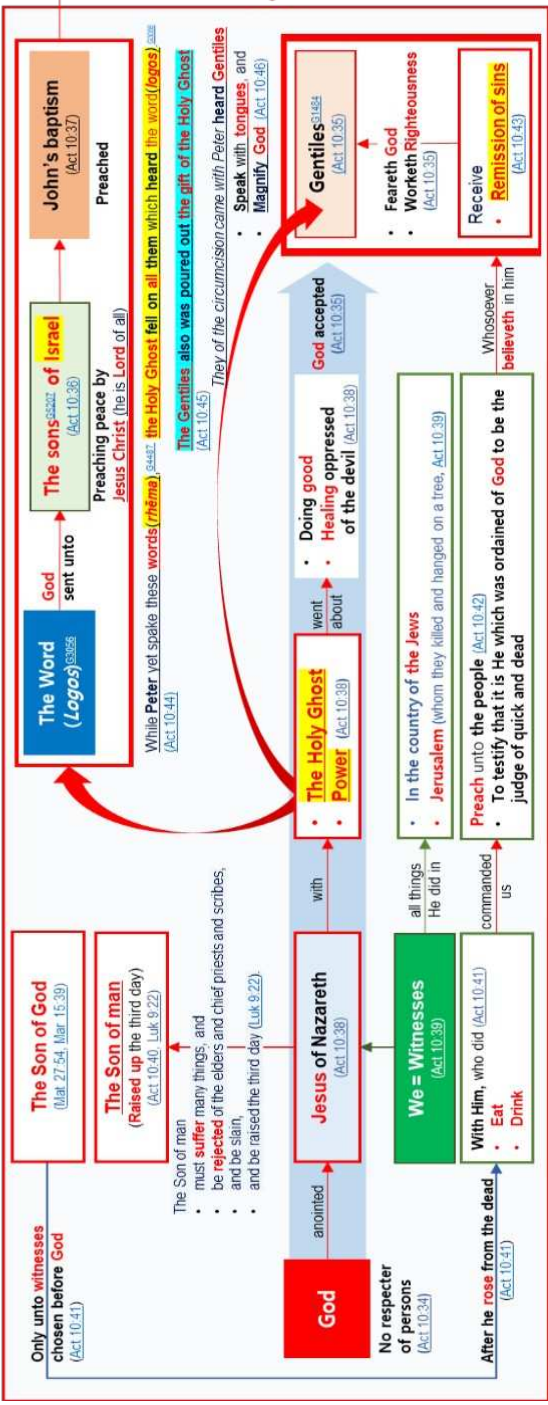 Only unto witnesses
chosen before God
(Act 10:41)
The Son of God
(Mat 27:54, Mar 15:39)
The Son of man
(Raised up the third day)
(Act 10:40, Luk 9:22)
The Son of man
• must suffer many things, and
• be rejected of the elders and chief priests and scribes,
• and be slain,
• and be raised the third day (Luk 9:22).
The Word
(Logos)G3056
God
sent unto
The sonsG5207 of Israel
(Act 10:36)
John's baptism
(Act 10:37)
Preaching peace by
Jesus Christ (he is Lord of all)
Preached
While Peter yet spake these words(rhēma),G4487 the Holy Ghost fell on all them which heard the word(logos).G3056
(Act 10:44)
The Gentiles also was poured out the gift of the Holy Ghost
(Act 10:45)
They of the circumcision came with Peter heard Gentiles
• Speak with tongues, and
• Magnify God (Act 10:46)
God
anointed
Jesus of Nazareth
(Act 10:38)
with
• The Holy Ghost
• Power (Act 10:38)
went
about
• Doing good
• Healing oppressed
of the devil (Act 10:38)
God accepted
(Act 10:35)
GentilesG1484
(Act 10:35)
• Feareth God
• Worketh Righteousness
(Act 10:35)
Receive
• Remission of sins
(Act 10:43)
No respecter
of persons
(Act 10:34)
We = Witnesses
(Act 10:39)
all things
He did in
• In the country of the Jews
• Jerusalem (whom they killed and hanged on a tree, Act 10:39)
After he rose from the dead
(Act 10:41)
With Him, who did (Act 10:41)
• Eat
• Drink
commanded
us
Preach unto the people (Act 10:42)
• To testify that it is He which was ordained of God to be the
judge of quick and dead
Whosoever
believeth in him